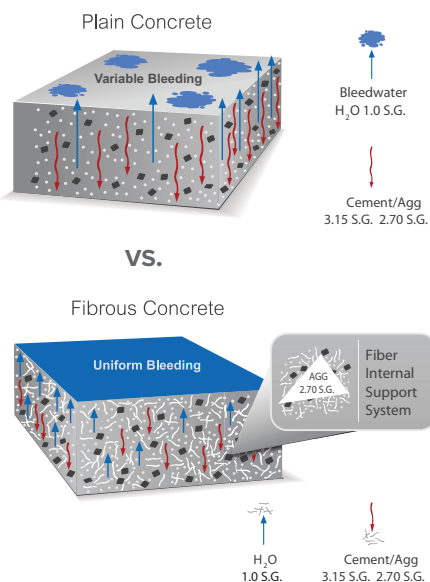 Plain Concrete
Variable Bleeding
Bleedwater
H₂O 1.0 S.G.
Cement/Agg
3.15 S.G. 2.70 S.G.
VS.
Fibrous Concrete
Uniform Bleeding
AGG
2.70 S.G.
Fiber
Internal
Support
System
H₂O
1.0 S.G.
Cement/Agg
3.15 S.G. 2.70 S.G.